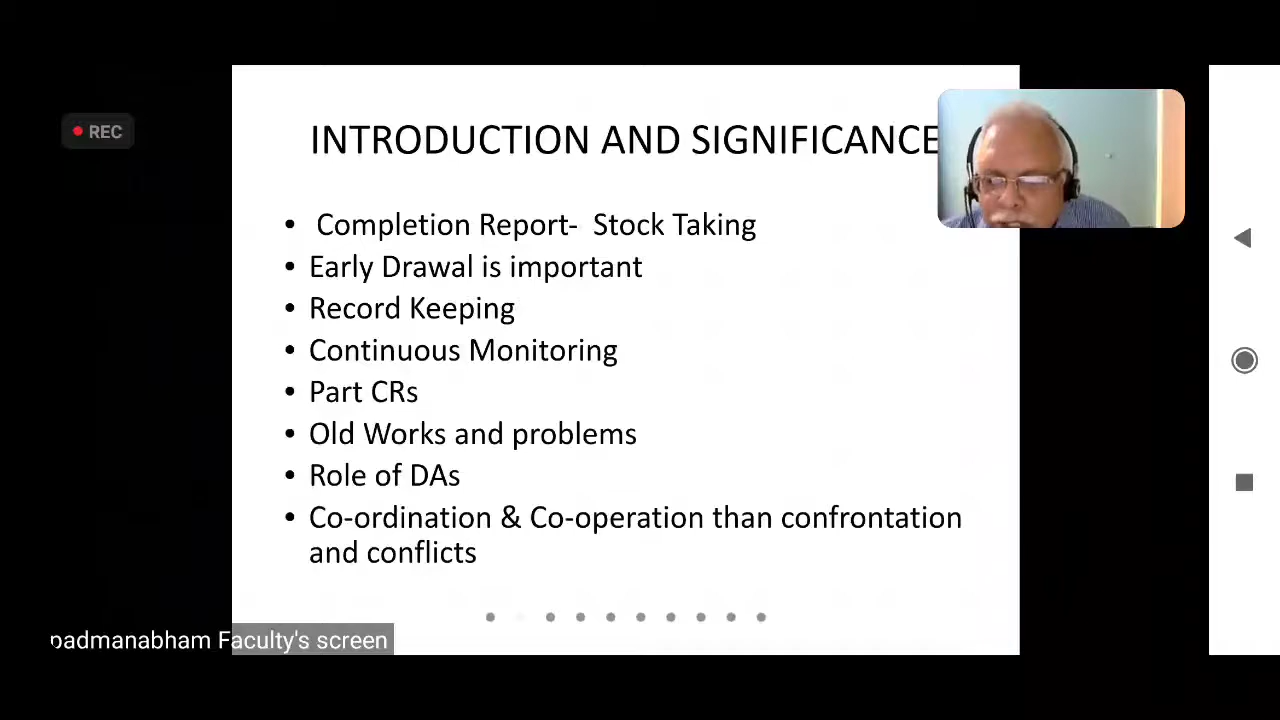 REC
INTRODUCTION AND SIGNIFICANCE
• Completion Report- Stock Taking
• Early Drawal is important
• Record Keeping
• Continuous Monitoring
• Part CRs
• Old Works and problems
• Role of DAs
• Co-ordination & Co-operation than confrontation
and conflicts
padmanabham Faculty's screen